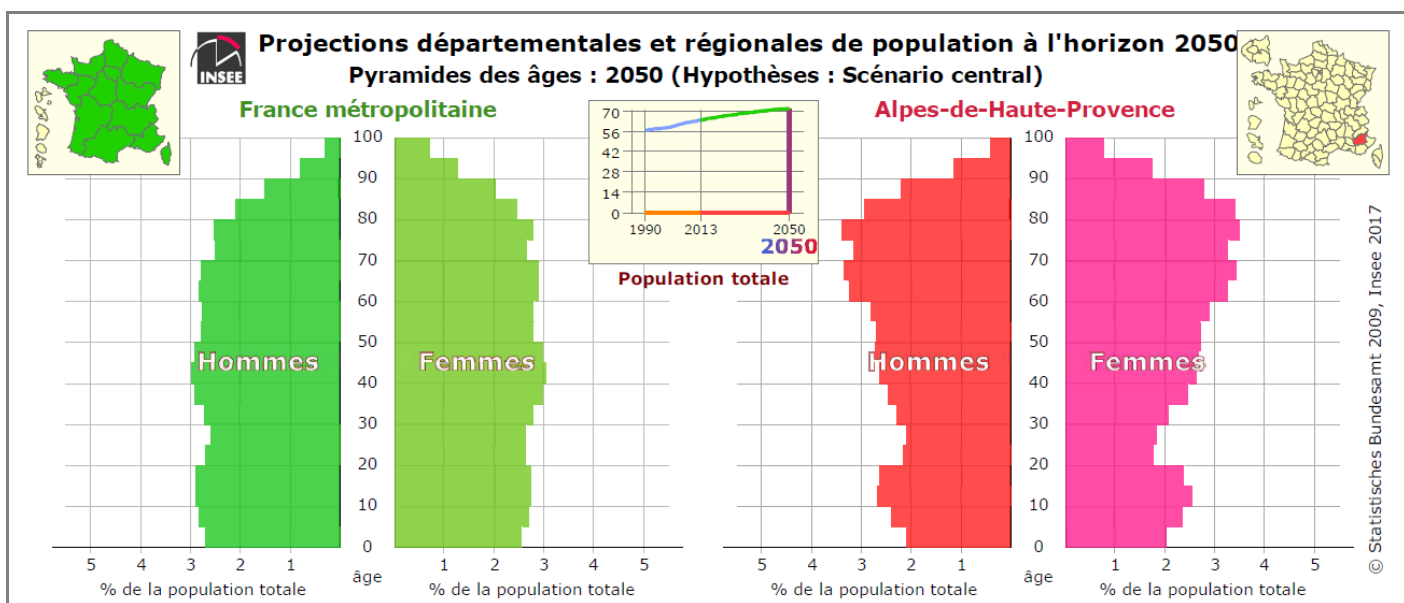 INSEE
Projections départementales et régionales de population à l'horizon 2050
Pyramides des âges : 2050 (Hypothèses : Scénario central)
France métropolitaine
Alpes-de-Haute-Provence
70
56
42
28
14
0
1990 2013 2050
2050
Population totale
100
90
80
70
60
50
40
30
20
10
0
Hommes
Femmes
5 4 3 2 1
âge
1 2 3 4 5
% de la population totale
% de la population totale
100
90
80
70
60
50
40
30
20
10
0
Hommes
Femmes
5 4 3 2 1
âge
1 2 3 4 5
% de la population totale
% de la population totale
© Statistisches Bundesamt 2009, Insee 2017